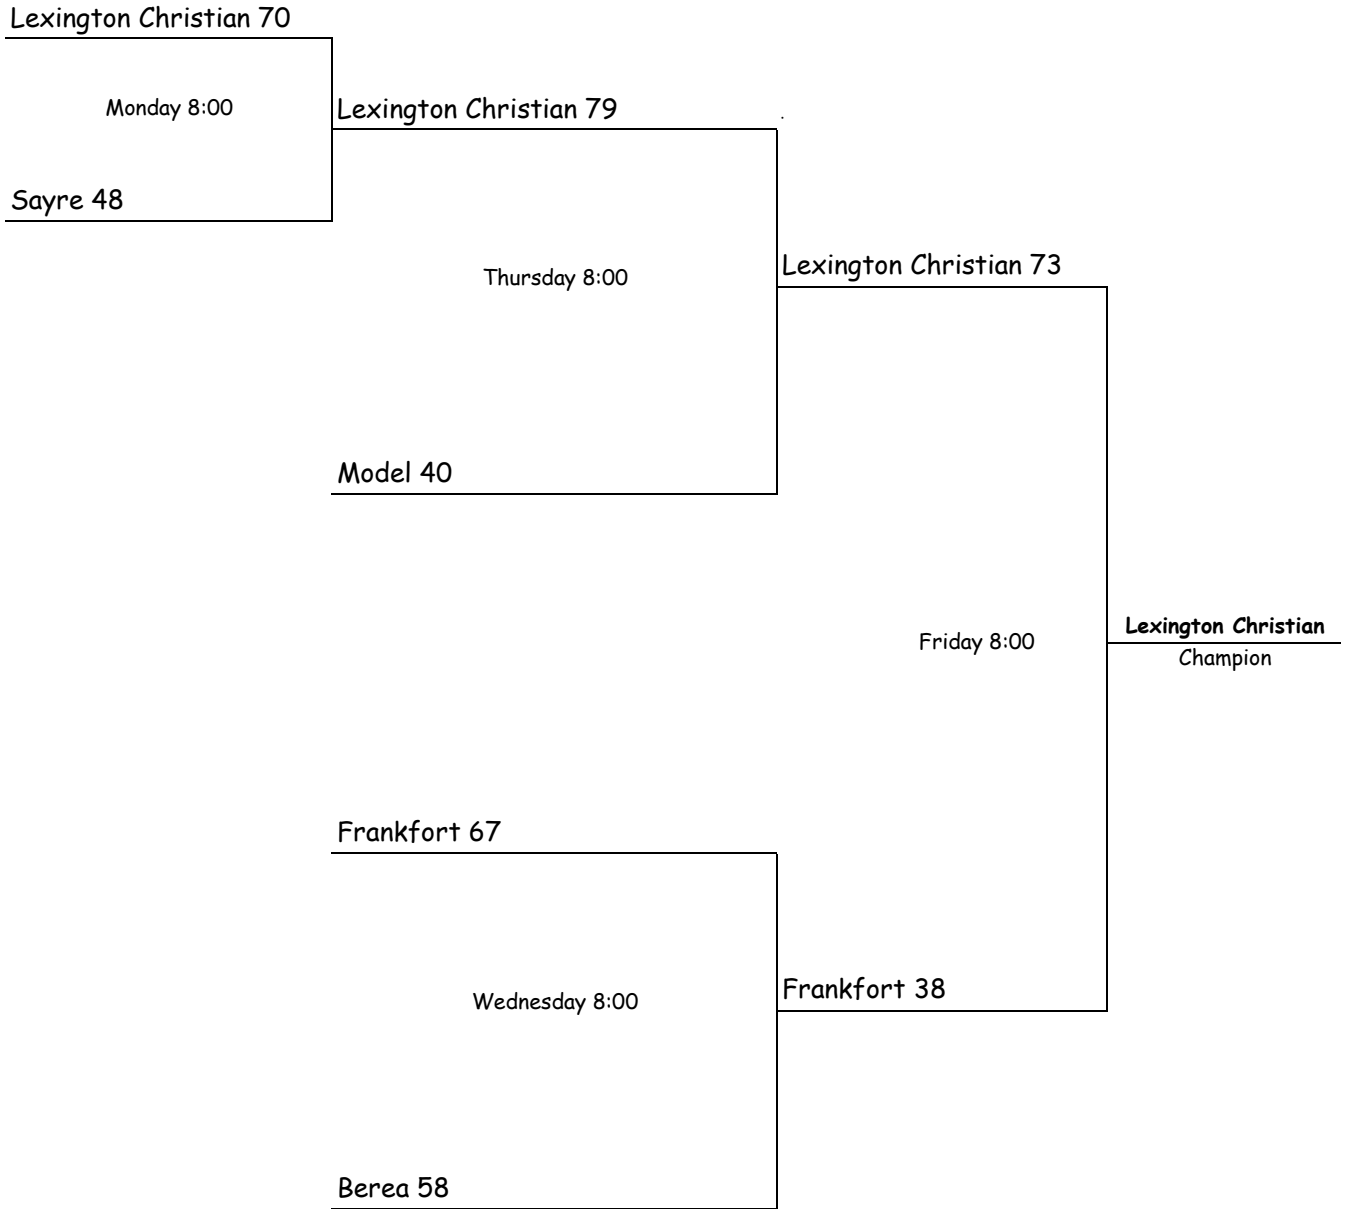 Lexington Christian 70
Monday 8:00
Lexington Christian 79
.
Sayre 48
Thursday 8:00
Lexington Christian 73
Model 40
Friday 8:00
Lexington Christian
Champion
Frankfort 67
Wednesday 8:00
Frankfort 38
Berea 58